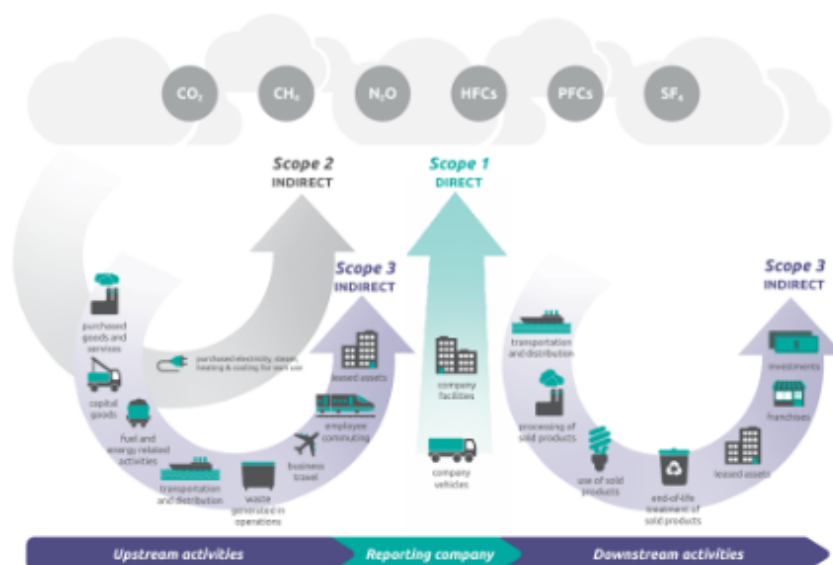 CO₂
CH₄
N₂O
HFCs
PFCs
SF₆
Scope 2
INDIRECT
Scope 1
DIRECT
Scope 3
INDIRECT
Scope 3
INDIRECT
purchased
goods and
services
capital
goods
fuel and
energy related
activities
transportation
and distribution
waste
generated in
operations
business
travel
employee
commuting
leased assets
purchased electricity, steam,
heating & cooling for own use
company
facilities
company
vehicles
transportation
and distribution
processing of
sold products
use of sold
products
end-of-life
treatment of
sold products
leased assets
franchises
investments
Upstream activities
Reporting company
Downstream activities